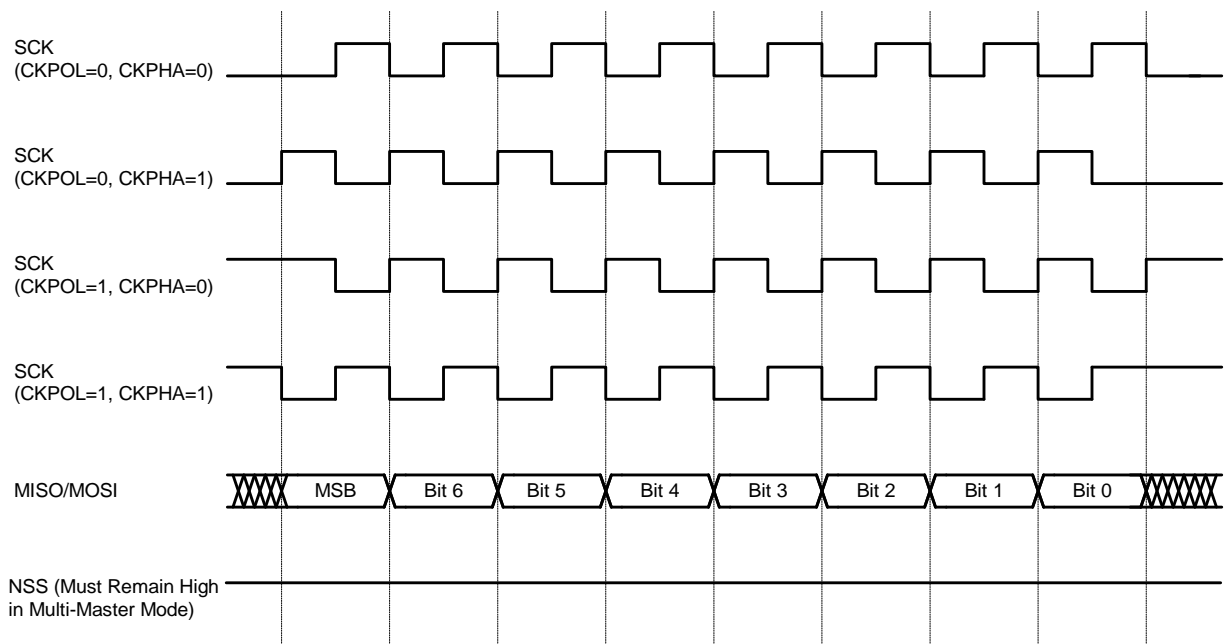 SCK
(CKPOL=0, CKPHA=0)
SCK
(CKPOL=0, CKPHA=1)
SCK
(CKPOL=1, CKPHA=0)
SCK
(CKPOL=1, CKPHA=1)
MISO/MOSI
MSB Bit 6 Bit 5 Bit 4 Bit 3 Bit 2 Bit 1 Bit 0
NSS (Must Remain High
in Multi-Master Mode)